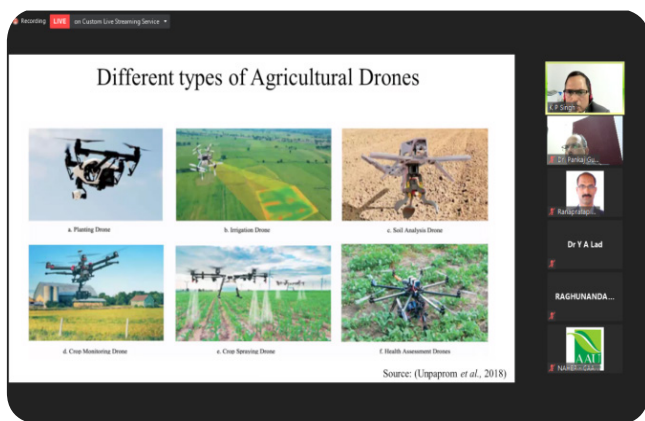 Recording
LIVE on Custom Live Streaming Service
Different types of Agricultural Drones
a. Planting Drone
b. Irrigation Drone
c. Soil Analysis Drone
d. Crop Monitoring Drone
e. Crop Spraying Drone
f. Health Assessment Drones
Source: (Unpaprom et al., 2018)
K P Singh
Dr. Pankaj Gu...
Ranapratap
Dr Y A Lad
RAGHUNANDA...
AAU